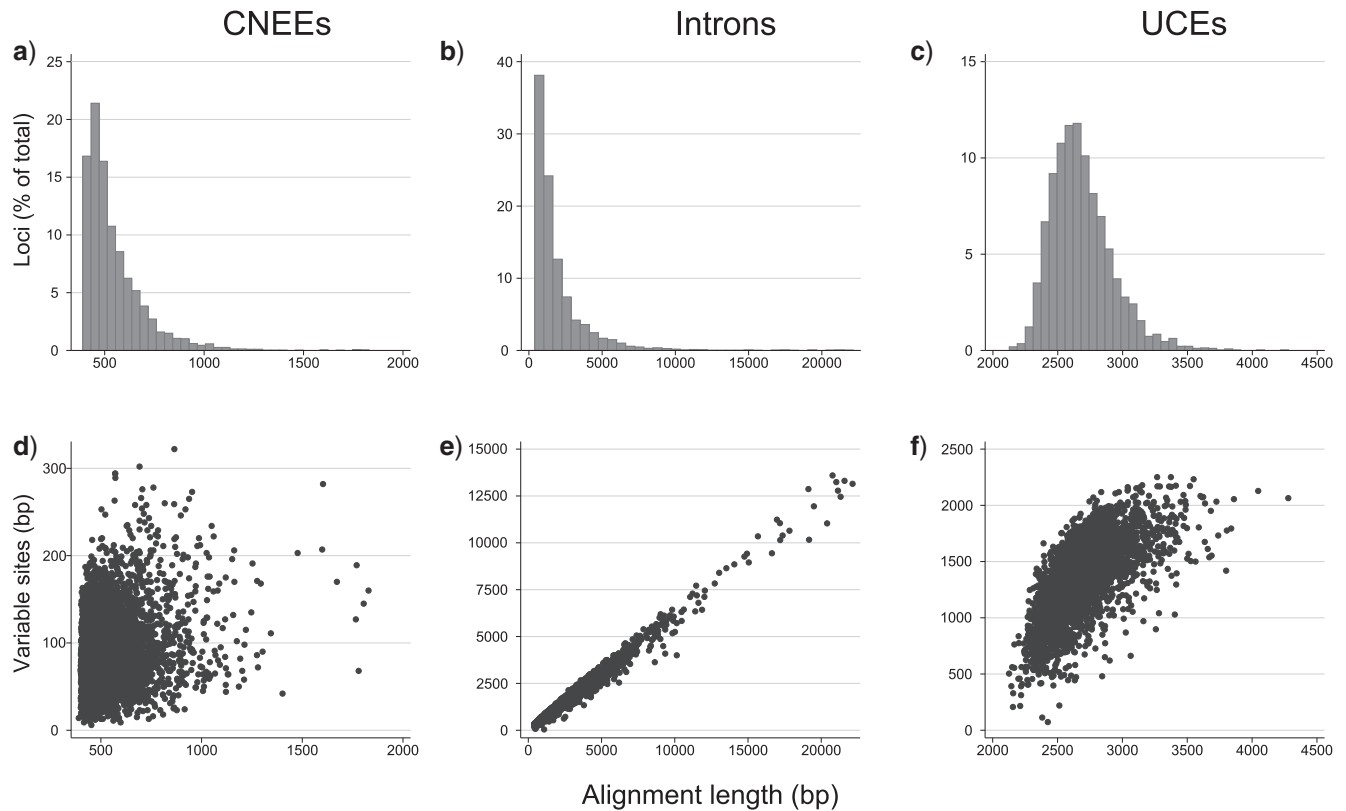 CNEEs Introns UCEs
a) b) c)
Loci (% of total)
25
20
15
10
5
0
500 1000 1500 2000
40
30
20
10
0
0 5000 10000 15000 20000
15
10
5
0
2000 2500 3000 3500 4000 4500
d) e) f)
Variable sites (bp)
300
200
100
0
500 1000 1500 2000
15000
12500
10000
7500
5000
2500
0
0 5000 10000 15000 20000
2500
2000
1500
1000
500
0
2000 2500 3000 3500 4000 4500
Alignment length (bp)